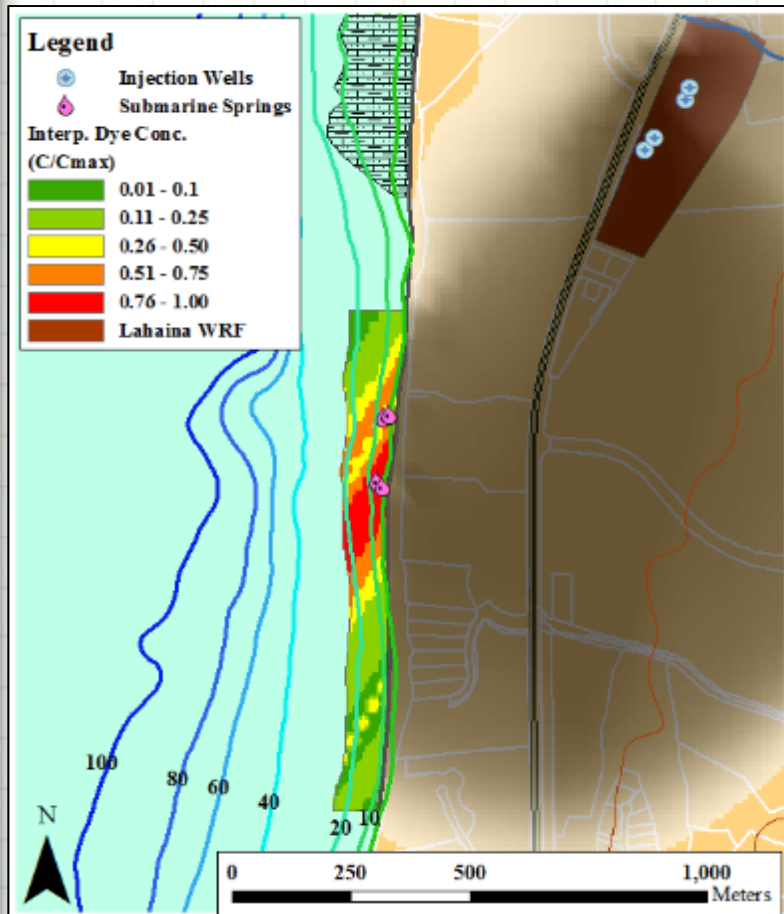 Legend
Injection Wells
Submarine Springs
Interp. Dye Conc.
(C/Cmax)
0.01 - 0.1
0.11 - 0.25
0.26 - 0.50
0.51 - 0.75
0.76 - 1.00
Lahaina WRF
100
80
60
40
20
10
N
0 250 500 1,000
Meters